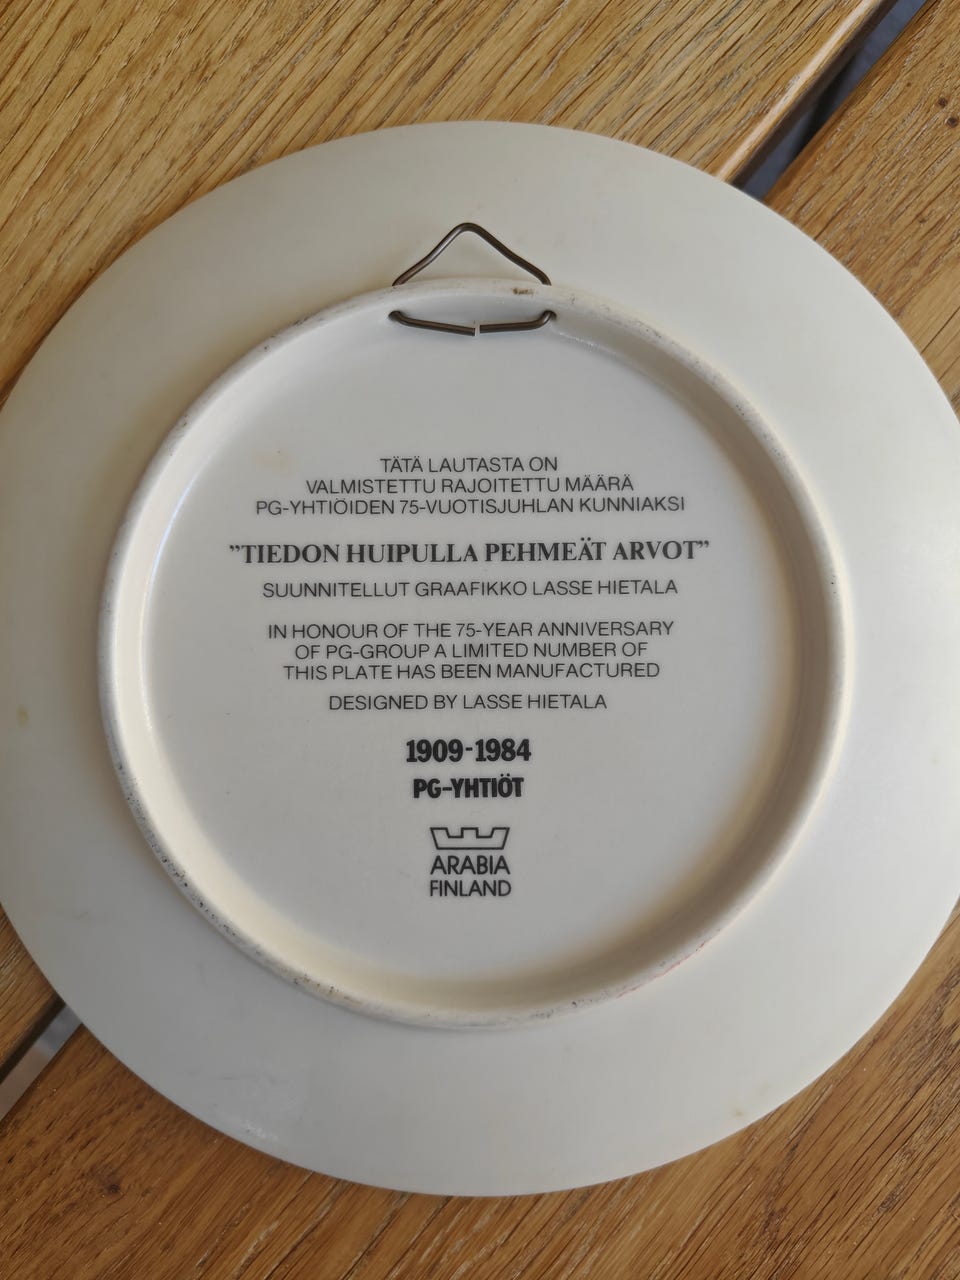 TÄTÄ LAUTASTA ON
VALMISTETTU RAJOITETTU MÄÄRÄ
PG-YHTIÖIDEN 75-VUOTISJUHLAN KUNNIAKSI
”TIEDON HUIPULLA PEHMEÄT ARVOT”
SUUNNITELLUT GRAAFIKKO LASSE HIETALA
IN HONOUR OF THE 75-YEAR ANNIVERSARY
OF PG-GROUP A LIMITED NUMBER OF
THIS PLATE HAS BEEN MANUFACTURED
DESIGNED BY LASSE HIETALA
1909-1984
PG-YHTIÖT
ARABIA
FINLAND